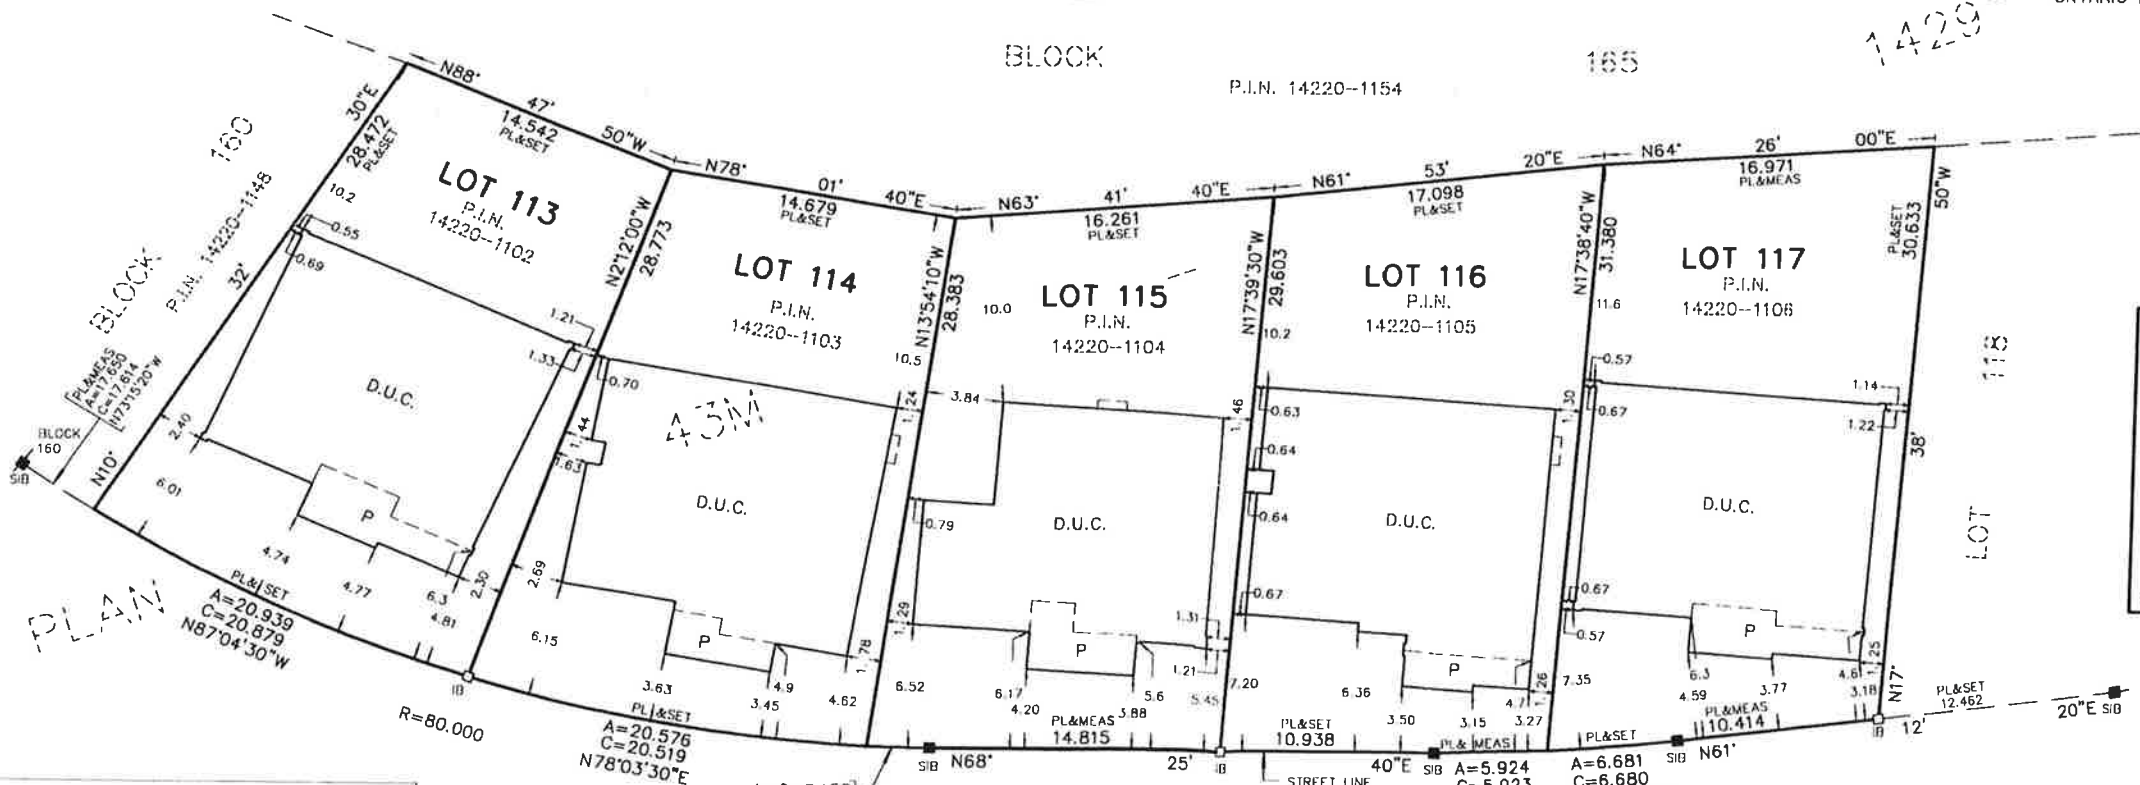 BLOCK
165
1429
P.I.N. 14220--1154
N88° 47' 50"W
14.542
PL&SET
N78° 01' 40"E
14.679
PL&SET
N63° 41' 40"E
16.261
PL&SET
N61° 53' 20"E
17.098
PL&SET
N64° 26' 00"E
16.971
PL&MEAS
BLOCK 160
P.I.N. 14220--1148
N10° 32' 30"E
28.472
PL&SET
10.2
0.55
0.69
LOT 113
P.I.N.
14220--1102
N2°12'00"W
28.773
1.21
1.33
D.U.C.
2.40
6.01
P
4.74
4.77
6.3
4.81
2.30
PL&MEAS
A=17.650
C=17.614
N73°15'20"W
BLOCK
160
SIB
PLAN
43M
PL&SET
A=20.939
C=20.879
N87°04'30"W
IB
R=80.000
LOT 114
P.I.N.
14220--1103
0.70
1.44
1.63
10.5
1.24
D.U.C.
2.69
6.15
P
3.63
3.45
4.9
4.62
1.78
PL&SET
A=20.576
C=20.519
N78°03'30"E
N13°54'10"W
28.383
LOT 115
P.I.N.
14220--1104
10.0
3.84
1.46
0.79
D.U.C.
1.29
6.52
P
6.17
4.20
3.88
5.6
1.31
1.21
5.45
PL&MEAS
14.815
SIB
N68° 25' 40"E
IB
N17°39'30"W
29.603
LOT 116
P.I.N.
14220--1105
10.2
0.63
0.64
0.64
0.67
1.30
D.U.C.
7.20
6.36
P
3.50
3.15
4.7
3.27
1.26
PL&SET
10.938
STREET LINE
SIB
PL&MEAS
A=5.924
C=5.923
N17°38'40"W
31.380
LOT 117
P.I.N.
14220--1106
11.6
0.57
0.67
1.14
1.22
D.U.C.
0.67
0.57
7.35
P
6.3
4.59
3.77
4.6
3.18
1.25
PL&SET
A=6.681
C=6.680
PL&MEAS
10.414
SIB
N61° 12' 20"E
IB
PL&SET
12.462
SIB
PL&SET
30.633
N17° 38' 50"W
LOT 118